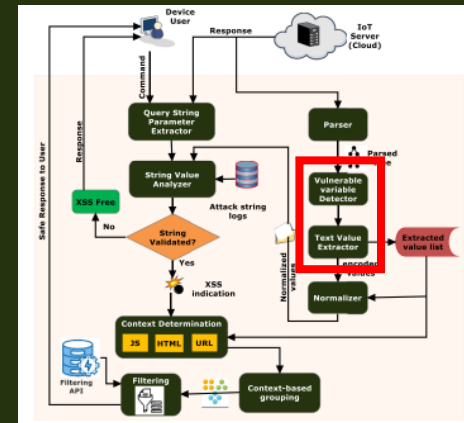 Device
User
Response
IoT
Server
(Cloud)
Command
Response
Safe Response to User
Query String
Parameter
Extractor
Parser
Parsed
String Value
Analyzer
Attack string
logs
Vulnerable
variable
Detector
XSS Free
No
String
Validated?
Yes
Text Value
Extractor
Extracted
value list
encoded
values
Normalized
values
Normalizer
XSS
indication
Context Determination
JS
HTML
URL
Filtering
API
Filtering
Context-based
grouping